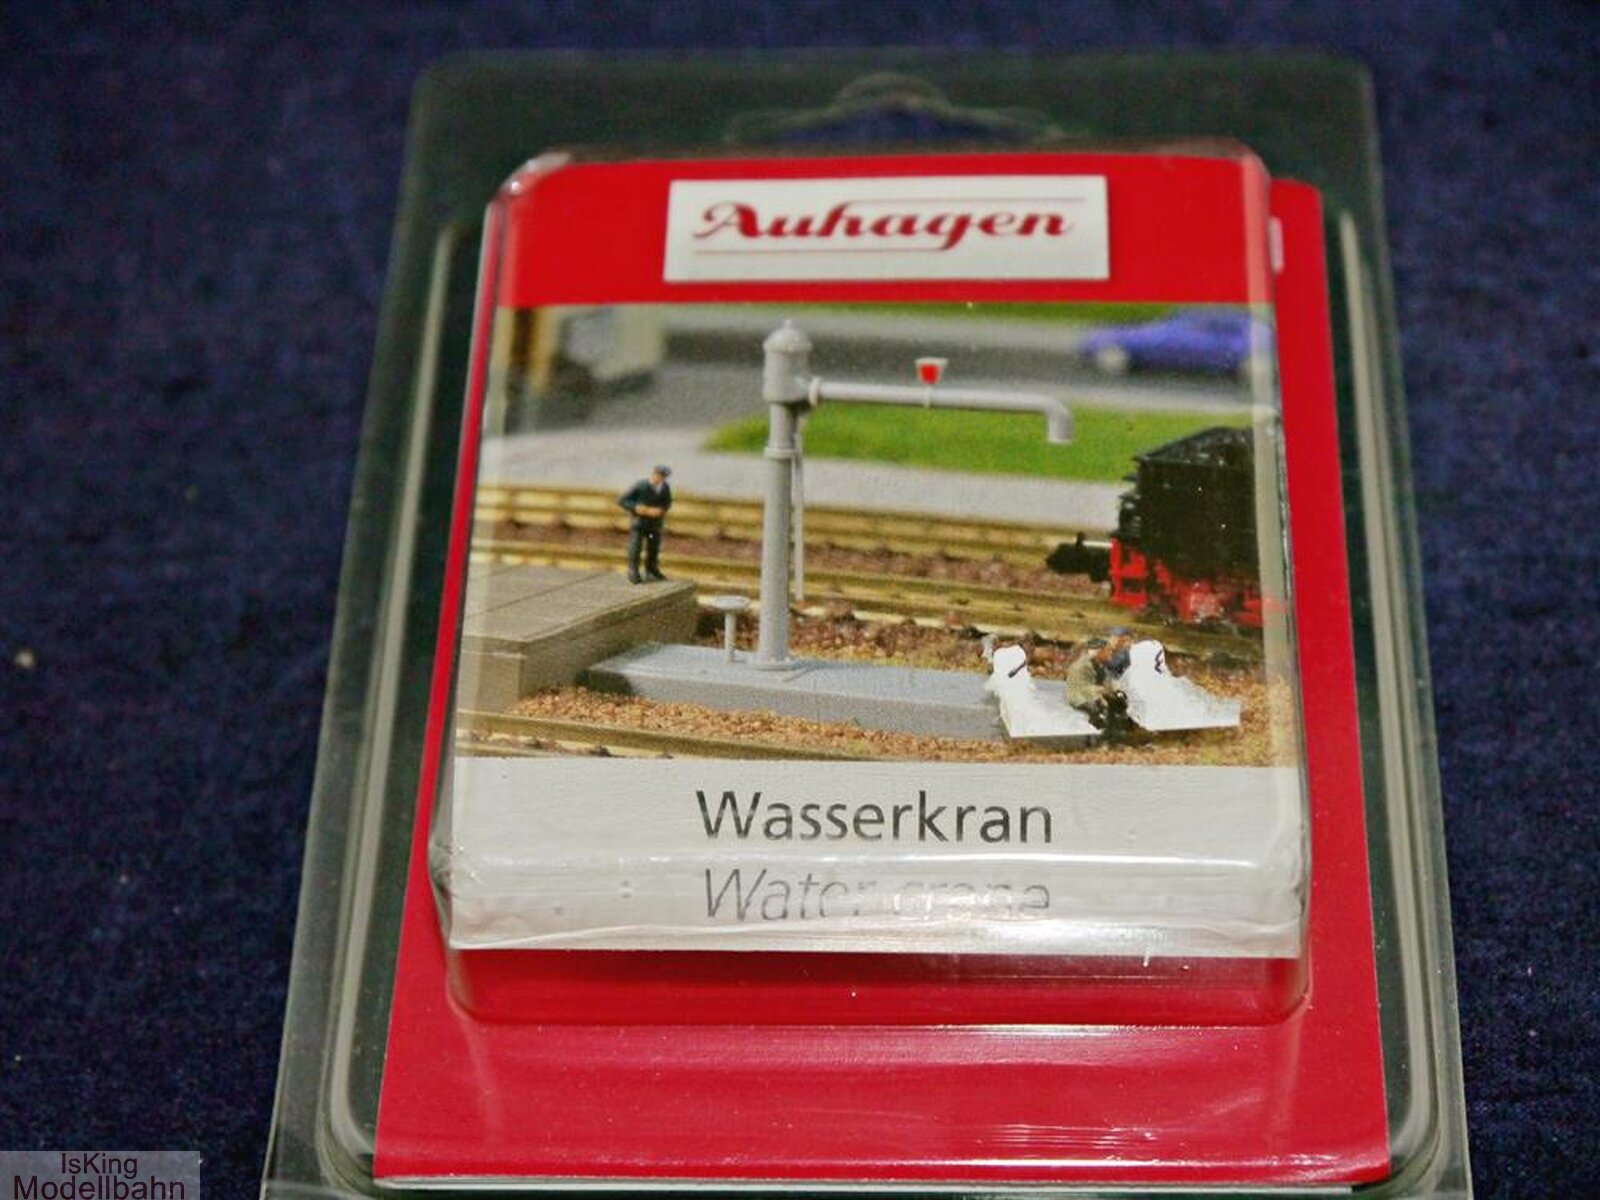 Auhagen
Wasserkran
Water crane
IsKing
Modellbahn